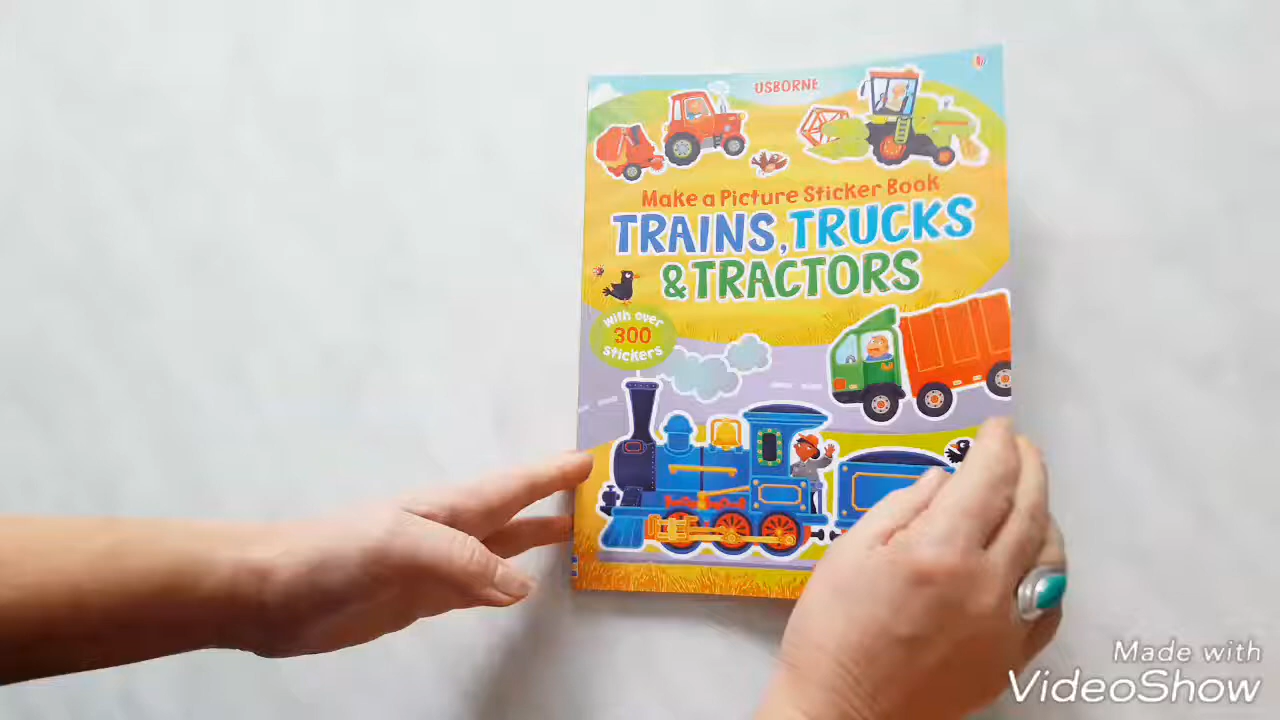 USBORNE
Make a Picture Sticker Book
TRAINS, TRUCKS
& TRACTORS
with over
300
stickers
Made with
VideoShow